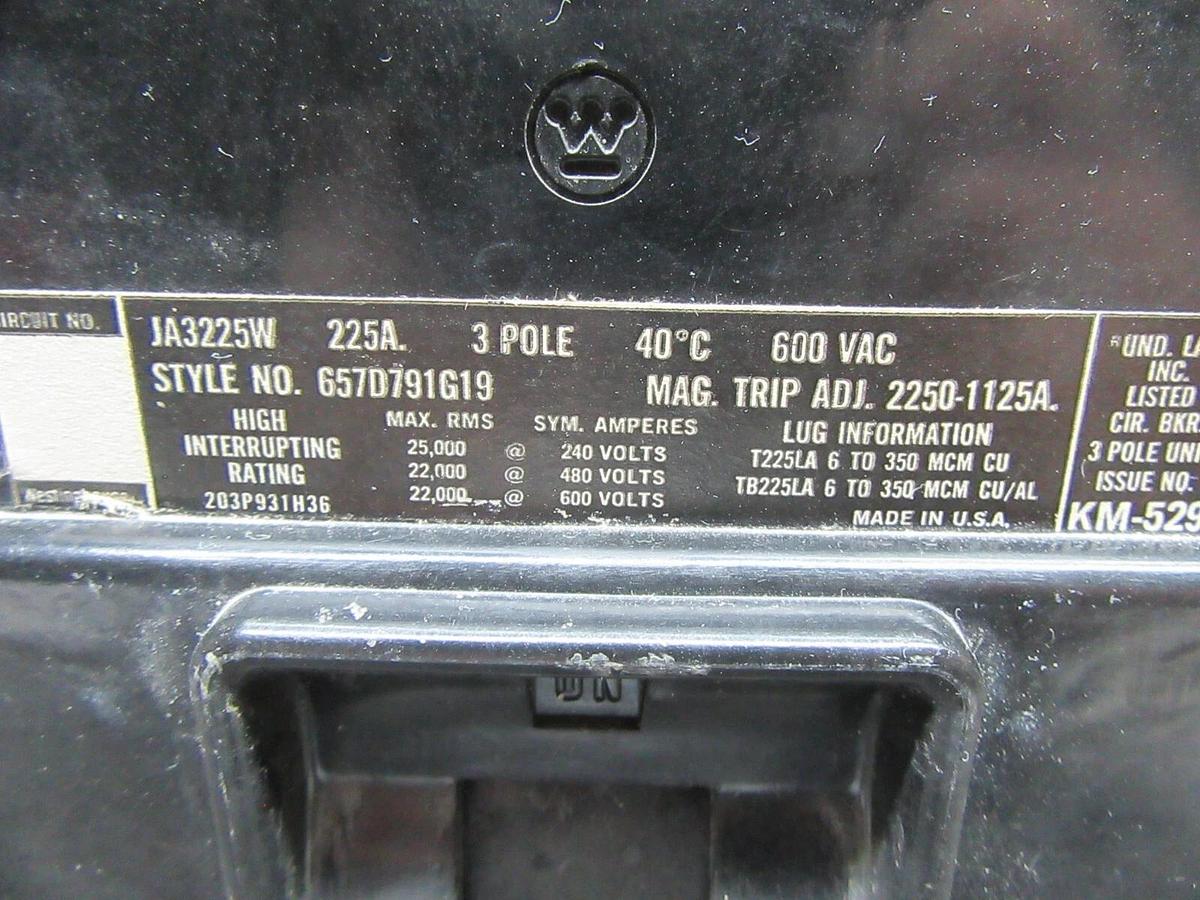 CIRCUIT NO.
JA3225W 225A. 3 POLE 40°C 600 VAC
STYLE NO. 657D791G19 MAG. TRIP ADJ. 2250-1125A.
HIGH INTERRUPTING RATING
203P931H36
MAX. RMS SYM. AMPERES
25,000 @ 240 VOLTS
22,000 @ 480 VOLTS
22,000 @ 600 VOLTS
LUG INFORMATION
T225LA 6 TO 350 MCM CU
TB225LA 6 TO 350 MCM CU/AL
MADE IN U.S.A.
UND. LA
INC.
LISTED
CIR. BKR.
3 POLE UNI
ISSUE NO.
KM-529